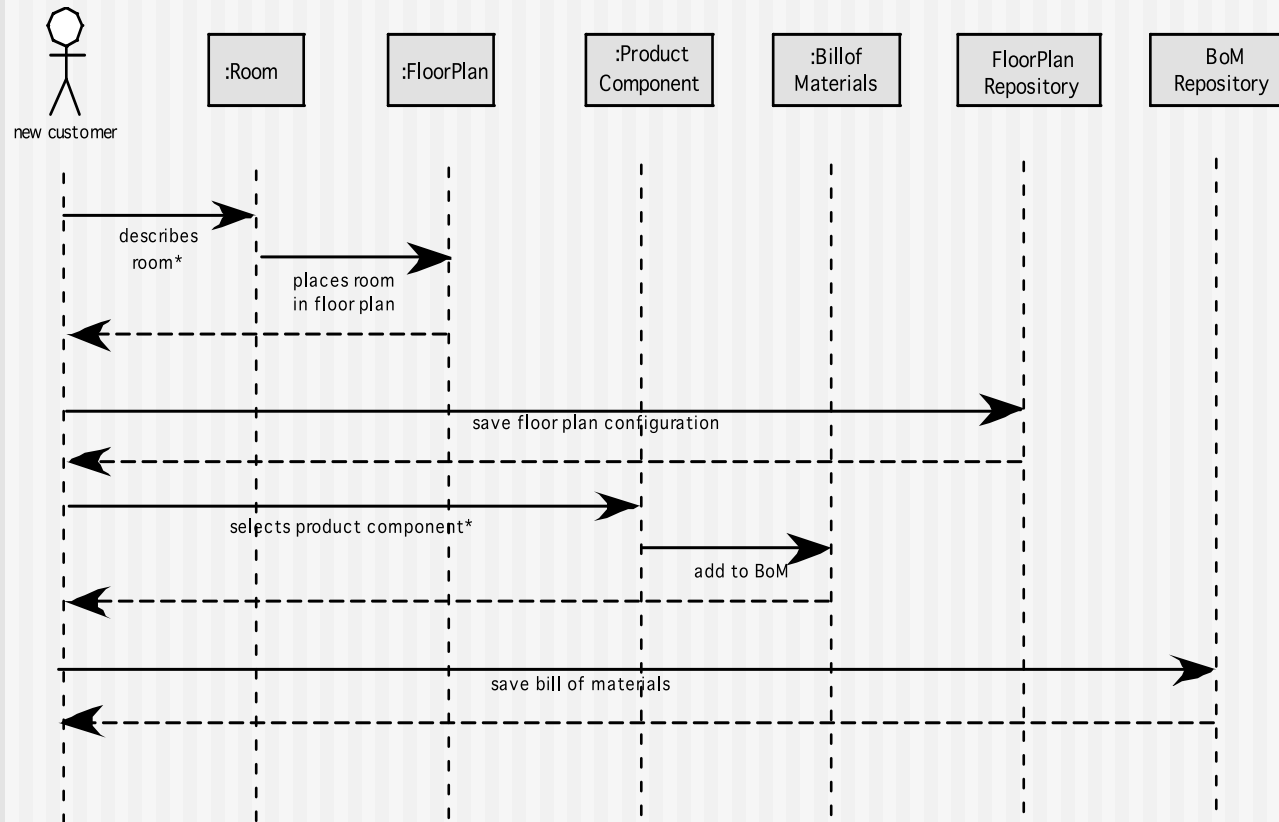 :Room
:FloorPlan
:Product
Component
:Billof
Materials
FloorPlan
Repository
BoM
Repository
new customer
describes
room*
places room
in floor plan
save floor plan configuration
selects product component*
add to BoM
save bill of materials